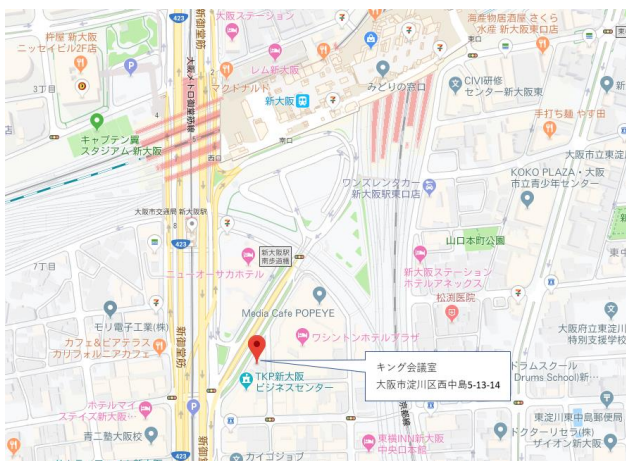 大阪ステーション
海産物居酒屋 さくら
水産 新大阪東口店
杵屋 新大阪
ニッセイビル2F店
423
新御堂筋
大阪メトロ御堂筋線
レム新大阪
マクドナルド
新大阪
みどりの窓口
東口
CIVI研修
センター新大阪東
3丁目
手打ち麺 やす田
キャプテン翼
スタジアム 新大阪
南口
西口
大阪市立東淀
ワンズレンタカー
新大阪駅東口店
KOKO PLAZA・大阪
市立青少年センター
大阪市交通局 新大阪駅
423
新大阪駅
南歩道橋
山口本町公園
7丁目
ニューオーサカホテル
新大阪ステーション
ホテルアネックス
松渕医院
Media Cafe POPEYE
モリ電子工業(株)
大阪府立東淀川
特別支援学校
カフェ&ビアテラス
カリフォルニアカフェ
新御堂筋
ワシントンホテルプラザ
キング会議室
大阪市淀川区西中島5-13-14
TKP新大阪
ビジネスセンター
ドラムスクール
Drums School)新…
ホテルマイ
ステイズ新大阪…
東淀川東中島郵便局
青二塾大阪校
東横INN新大阪
中央口本館
ドクターリセラ(株)
ザイオン新大阪
423
カイゴジョブ